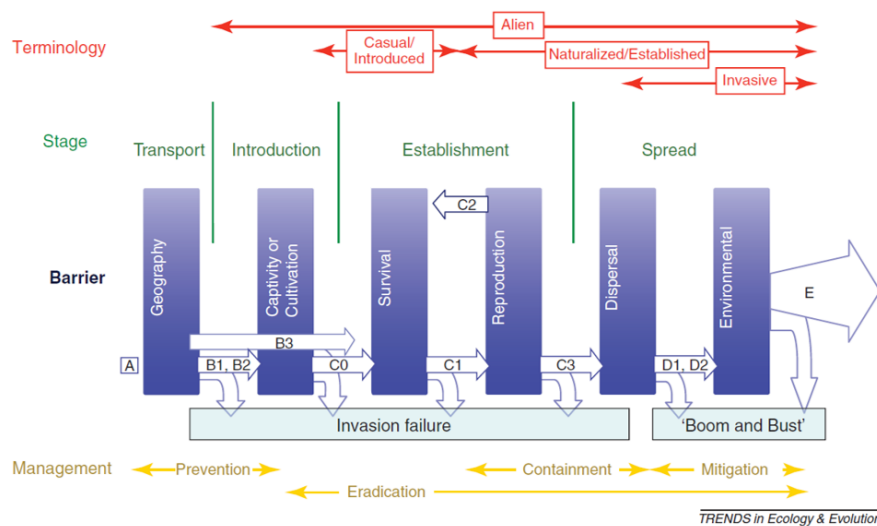 Terminology
Alien
Casual/
Introduced
Naturalized/Established
Invasive
Stage
Transport
Introduction
Establishment
Spread
Barrier
Geography
Captivity or
Cultivation
Survival
Reproduction
Dispersal
Environmental
C2
B3
E
A
B1, B2
C0
C1
C3
D1, D2
Invasion failure
'Boom and Bust'
Management
Prevention
Containment
Mitigation
Eradication
TRENDS in Ecology & Evolution